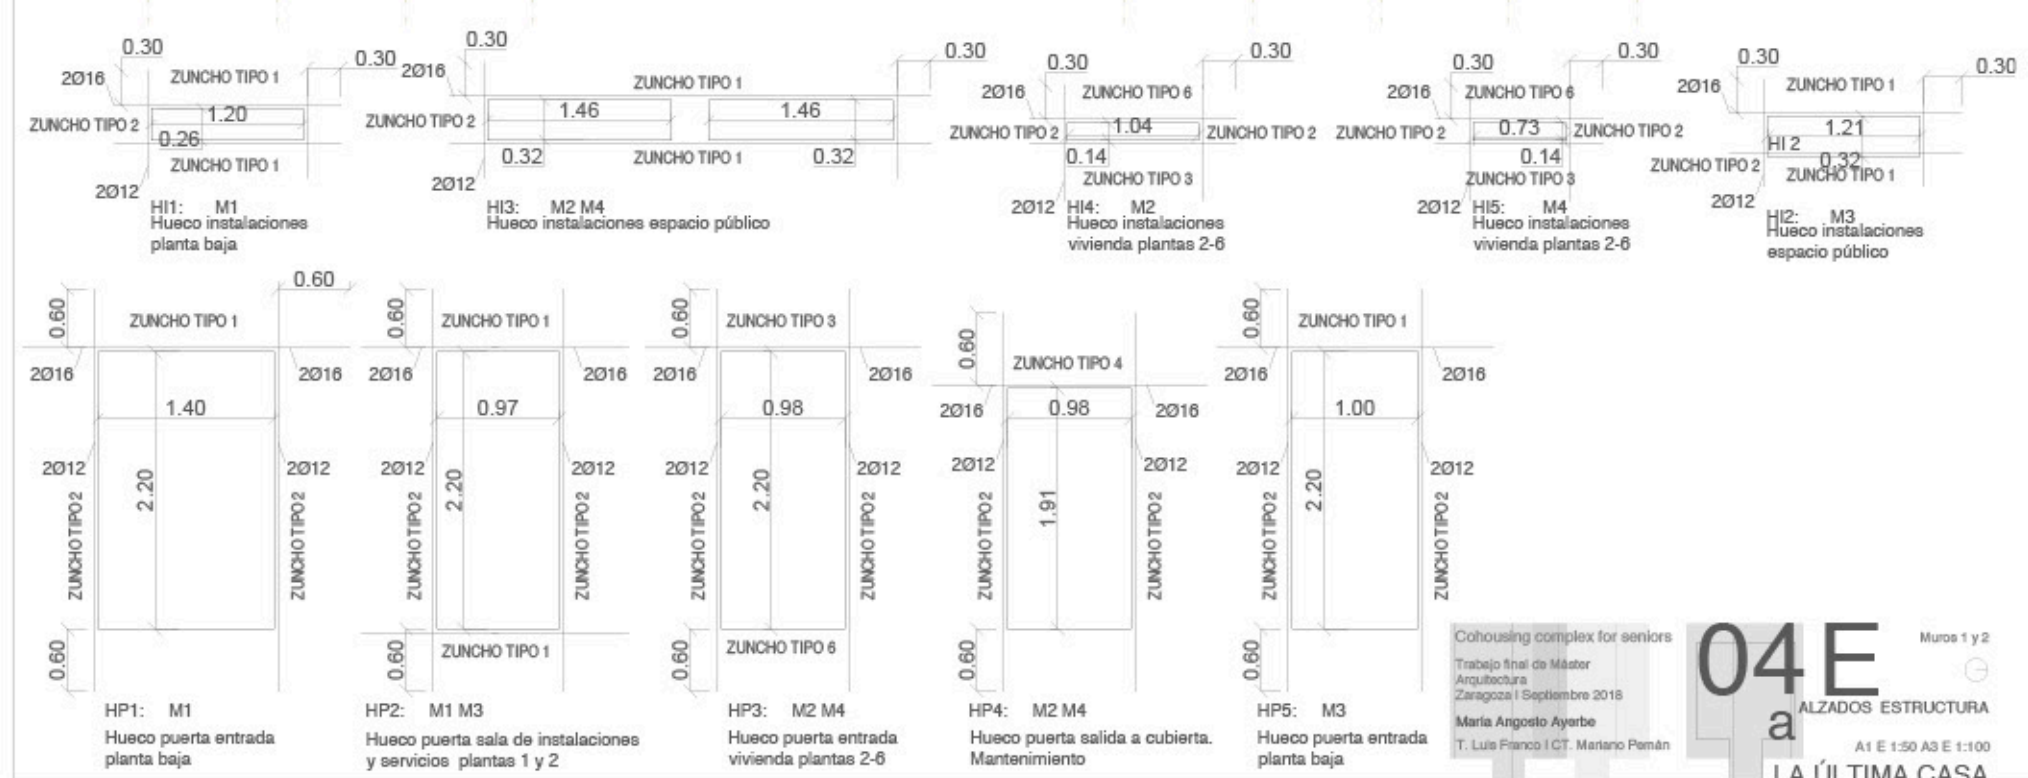 0.30
0.30
2Ø16
ZUNCHO TIPO 1
ZUNCHO TIPO 2
1.20
0.26
ZUNCHO TIPO 1
2Ø12
HI1: M1
Hueco instalaciones
planta baja
0.30
0.30
2Ø16
ZUNCHO TIPO 1
ZUNCHO TIPO 2
1.46
1.46
0.32
ZUNCHO TIPO 1
0.32
2Ø12
HI3: M2 M4
Hueco instalaciones espacio público
0.30
0.30
2Ø16
ZUNCHO TIPO 6
ZUNCHO TIPO 2
1.04
ZUNCHO TIPO 2
0.14
ZUNCHO TIPO 3
2Ø12
HI4: M2
Hueco instalaciones
vivienda plantas 2-6
0.30
0.30
2Ø16
ZUNCHO TIPO 6
ZUNCHO TIPO 2
0.73
ZUNCHO TIPO 2
0.14
ZUNCHO TIPO 3
2Ø12
HI5: M4
Hueco instalaciones
vivienda plantas 2-6
0.30
0.30
2Ø16
ZUNCHO TIPO 1
1.21
HI 2
0.32
ZUNCHO TIPO 2
ZUNCHO TIPO 1
2Ø12
HI2: M3
Hueco instalaciones
espacio público
0.60
0.60
ZUNCHO TIPO 1
2Ø16
2Ø16
1.40
2Ø12
2Ø12
2.20
ZUNCHO TIPO 2
ZUNCHO TIPO 2
0.60
HP1: M1
Hueco puerta entrada
planta baja
0.60
ZUNCHO TIPO 1
2Ø16
2Ø16
0.97
2Ø12
2Ø12
2.20
ZUNCHO TIPO 2
ZUNCHO TIPO 2
0.60
ZUNCHO TIPO 1
HP2: M1 M3
Hueco puerta sala de instalaciones
y servicios plantas 1 y 2
0.60
ZUNCHO TIPO 3
2Ø16
2Ø16
0.98
2Ø12
2Ø12
2.20
ZUNCHO TIPO 2
ZUNCHO TIPO 2
0.60
ZUNCHO TIPO 6
HP3: M2 M4
Hueco puerta entrada
vivienda plantas 2-6
0.60
ZUNCHO TIPO 4
2Ø16
2Ø16
0.98
2Ø12
2Ø12
1.91
ZUNCHO TIPO 2
ZUNCHO TIPO 2
0.60
HP4: M2 M4
Hueco puerta salida a cubierta.
Mantenimiento
0.60
ZUNCHO TIPO 1
2Ø16
2Ø16
1.00
2Ø12
2Ø12
2.20
ZUNCHO TIPO 2
ZUNCHO TIPO 2
0.60
HP5: M3
Hueco puerta entrada
planta baja
Cohousing complex for seniors
Trabajo final de Máster
Arquitectura
Zaragoza | Septiembre 2018
María Angosto Ayerbe
T. Luis Franco | CT. Mariano Pemán
04 E
a
Muros 1 y 2
ALZADOS ESTRUCTURA
A1 E 1:50 A3 E 1:100
LA ÚLTIMA CASA